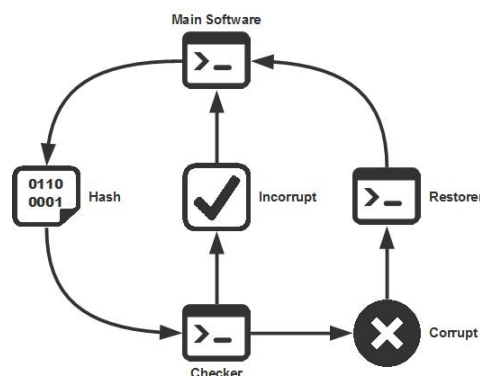 Main Software
0110
0001
Hash
Incorrupt
Restorer
Checker
Corrupt